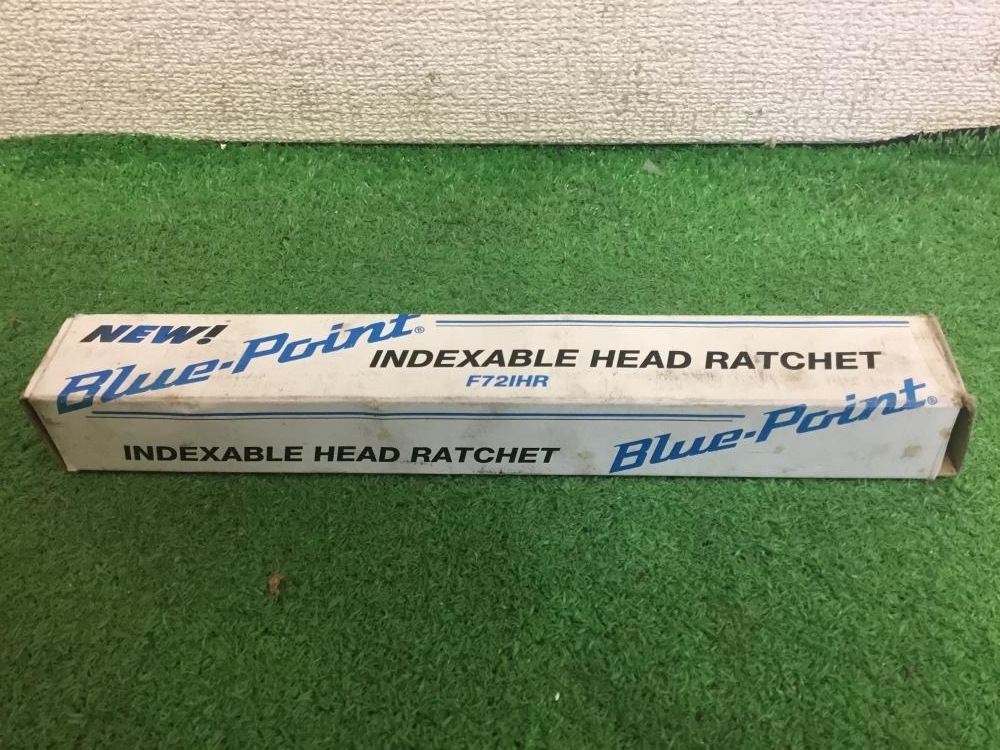 NEW!
Blue-Point®
INDEXABLE HEAD RATCHET
F72IHR
INDEXABLE HEAD RATCHET
Blue-Point®